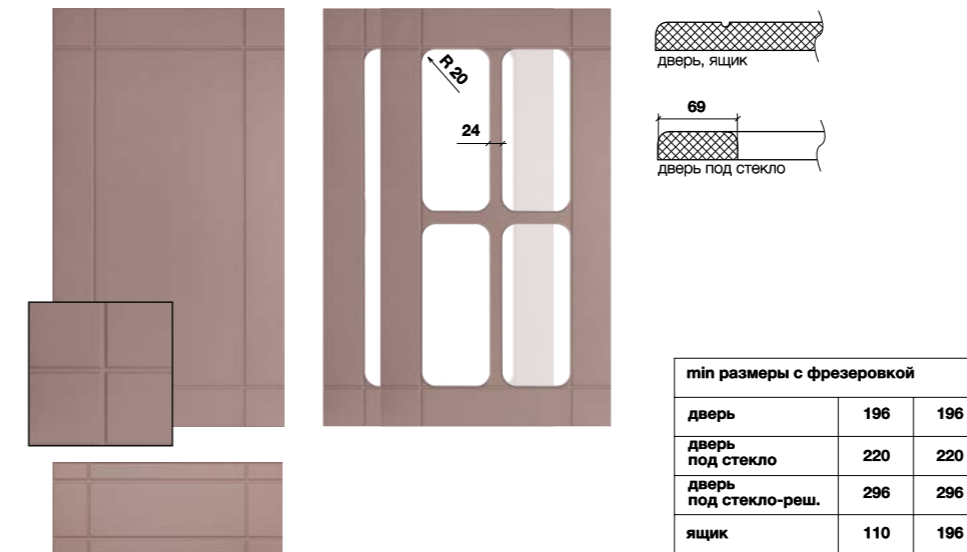 R 20
24
дверь, ящик
69
дверь под стекло
min размеры с фрезеровкой
дверь 196 196
дверь
под стекло 220 220
дверь
под стекло-реш. 296 296
ящик 110 196